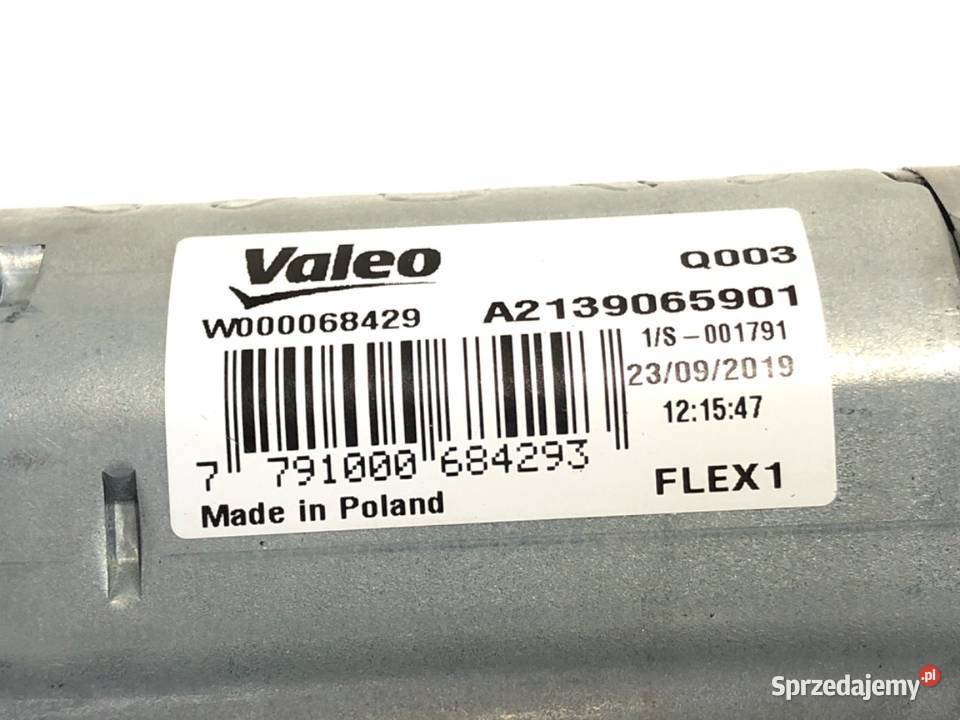 Valeo
Q003
W000068429
A2139065901
1/S-001791
23/09/2019
12:15:47
7 791000 684293
FLEX1
Made in Poland
Sprzedajemy.pl